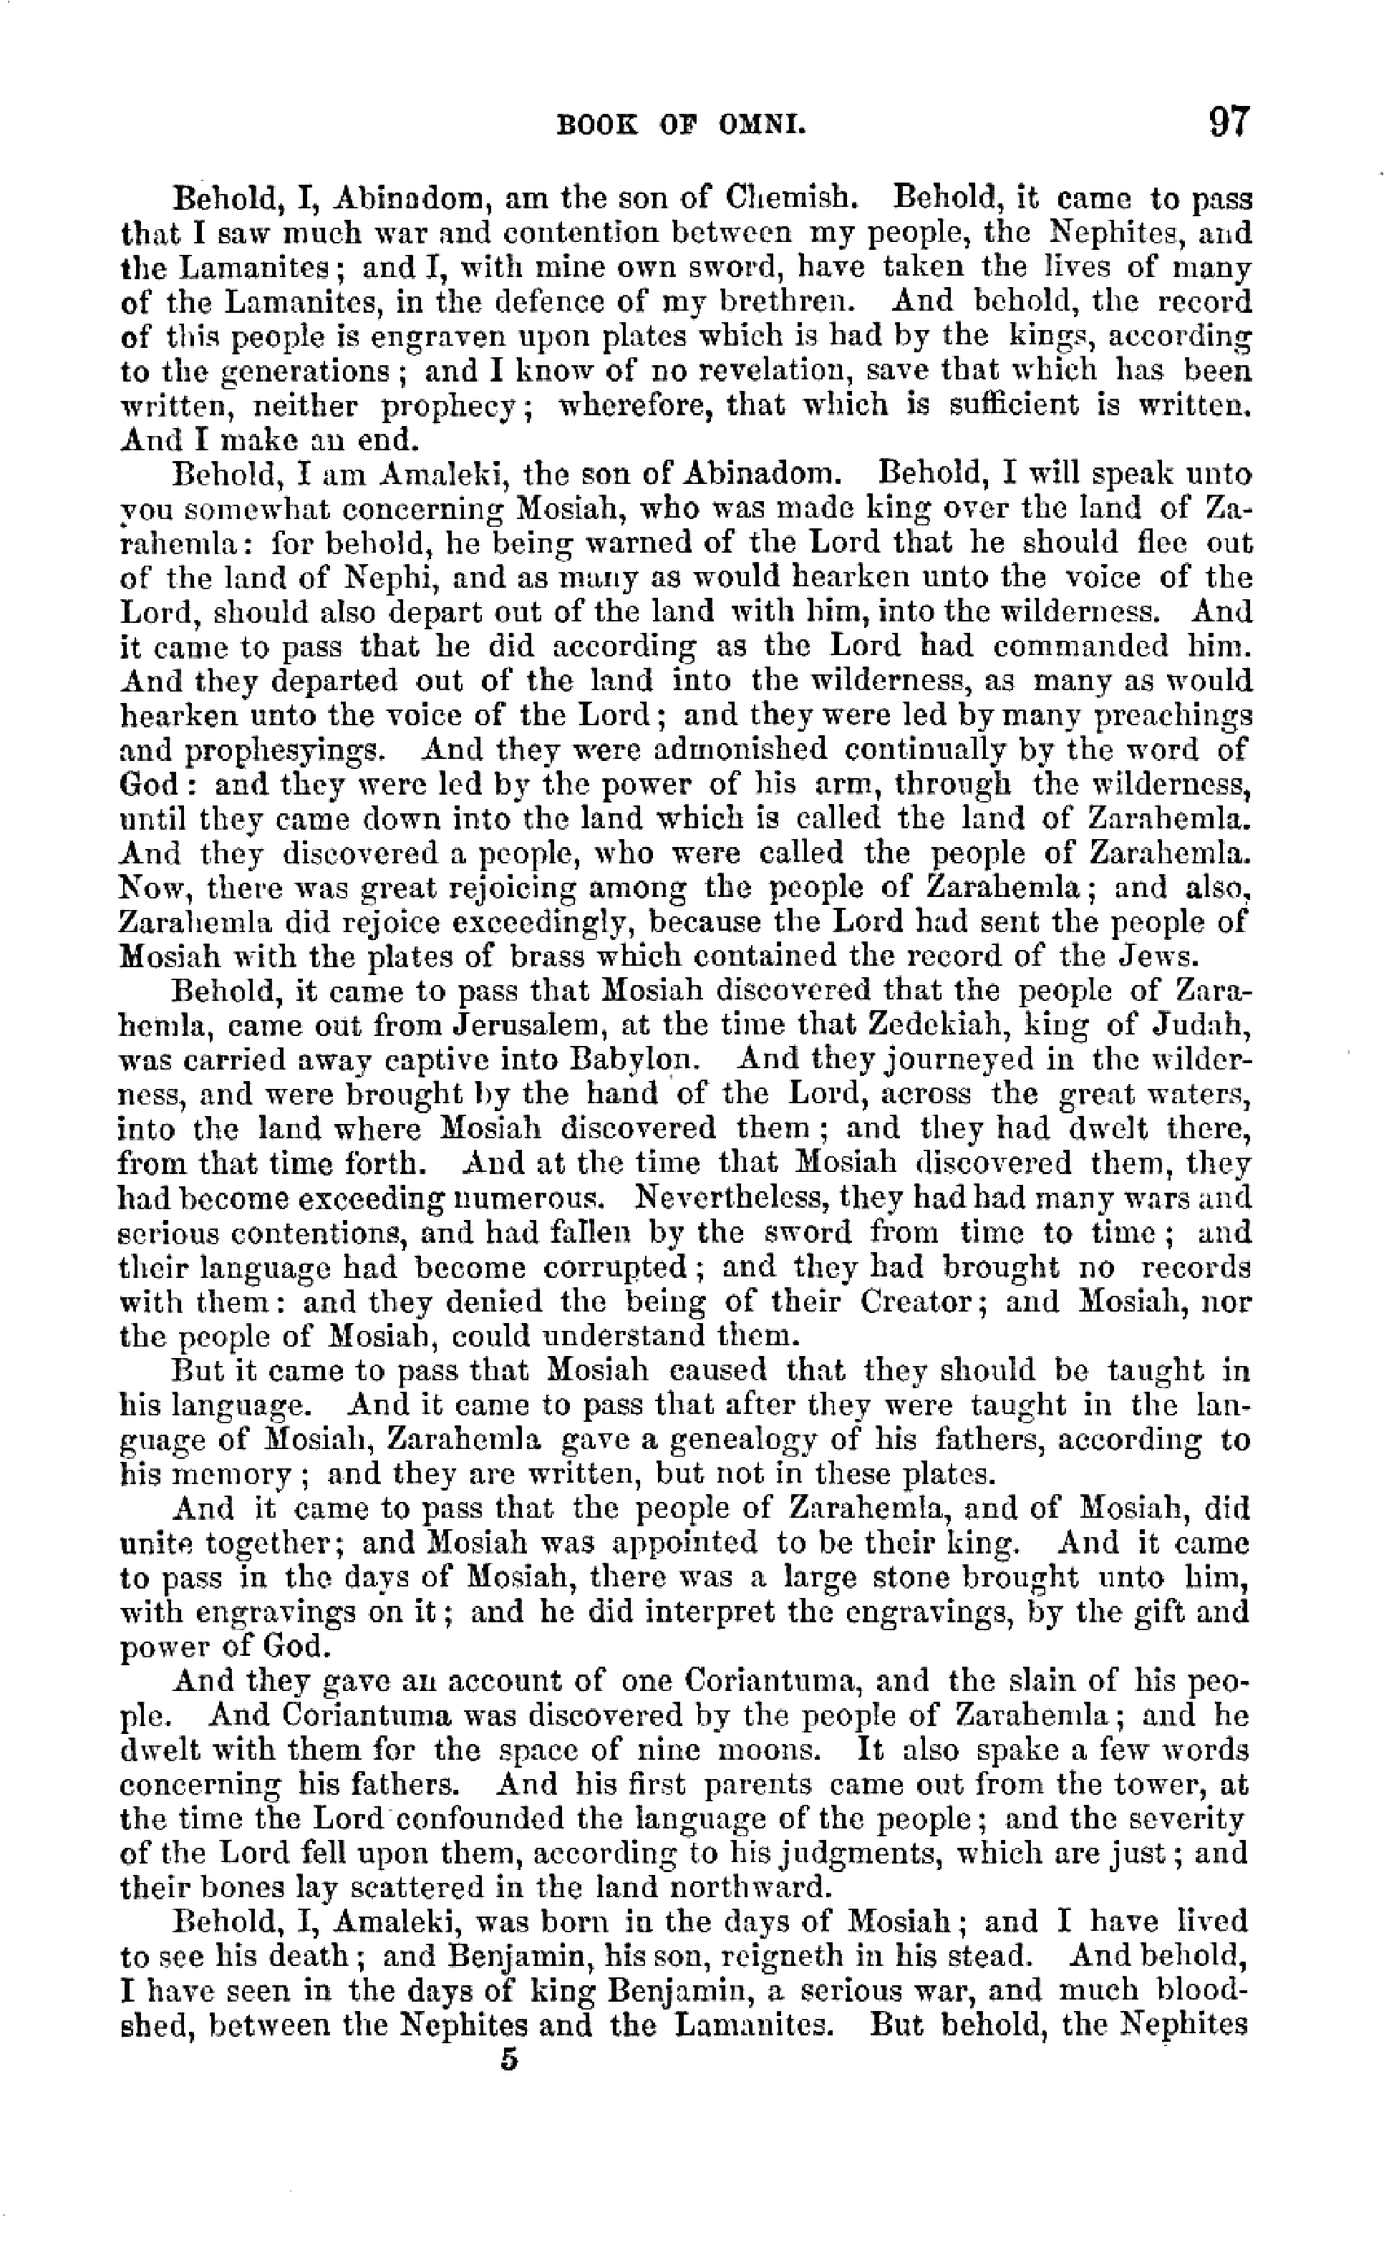 BOOK OF OMNI. 97
Behold, I, Abinadom, am the son of Chemish. Behold, it came to pass
that I saw much war and contention between my people, the Nephites, and
the Lamanites; and I, with mine own sword, have taken the lives of many
of the Lamanites, in the defence of my brethren. And behold, the record
of this people is engraven upon plates which is had by the kings, according
to the generations; and I know of no revelation, save that which has been
written, neither prophecy; wherefore, that which is sufficient is written.
And I make an end.
Behold, I am Amaleki, the son of Abinadom. Behold, I will speak unto
you somewhat concerning Mosiah, who was made king over the land of Za-
rahemla: for behold, he being warned of the Lord that he should flee out
of the land of Nephi, and as many as would hearken unto the voice of the
Lord, should also depart out of the land with him, into the wilderness. And
it came to pass that he did according as the Lord had commanded him.
And they departed out of the land into the wilderness, as many as would
hearken unto the voice of the Lord; and they were led by many preachings
and prophesyings. And they were admonished continually by the word of
God: and they were led by the power of his arm, through the wilderness,
until they came down into the land which is called the land of Zarahemla.
And they discovered a people, who were called the people of Zarahemla.
Now, there was great rejoicing among the people of Zarahemla; and also,
Zarahemla did rejoice exceedingly, because the Lord had sent the people of
Mosiah with the plates of brass which contained the record of the Jews.
Behold, it came to pass that Mosiah discovered that the people of Zara-
hemla, came out from Jerusalem, at the time that Zedekiah, king of Judah,
was carried away captive into Babylon. And they journeyed in the wilder-
ness, and were brought by the hand of the Lord, across the great waters,
into the land where Mosiah discovered them; and they had dwelt there,
from that time forth. And at the time that Mosiah discovered them, they
had become exceeding numerous. Nevertheless, they had had many wars and
serious contentions, and had fallen by the sword from time to time; and
their language had become corrupted; and they had brought no records
with them: and they denied the being of their Creator; and Mosiah, nor
the people of Mosiah, could understand them.
But it came to pass that Mosiah caused that they should be taught in
his language. And it came to pass that after they were taught in the lan-
guage of Mosiah, Zarahemla gave a genealogy of his fathers, according to
his memory; and they are written, but not in these plates.
And it came to pass that the people of Zarahemla, and of Mosiah, did
unite together; and Mosiah was appointed to be their king. And it came
to pass in the days of Mosiah, there was a large stone brought unto him,
with engravings on it; and he did interpret the engravings, by the gift and
power of God.
And they gave an account of one Coriantuma, and the slain of his peo-
ple. And Coriantuma was discovered by the people of Zarahemla; and he
dwelt with them for the space of nine moons. It also spake a few words
concerning his fathers. And his first parents came out from the tower, at
the time the Lord confounded the language of the people; and the severity
of the Lord fell upon them, according to his judgments, which are just; and
their bones lay scattered in the land northward.
Behold, I, Amaleki, was born in the days of Mosiah; and I have lived
to see his death; and Benjamin, his son, reigneth in his stead. And behold,
I have seen in the days of king Benjamin, a serious war, and much blood-
shed, between the Nephites and the Lamanites. But behold, the Nephites
5